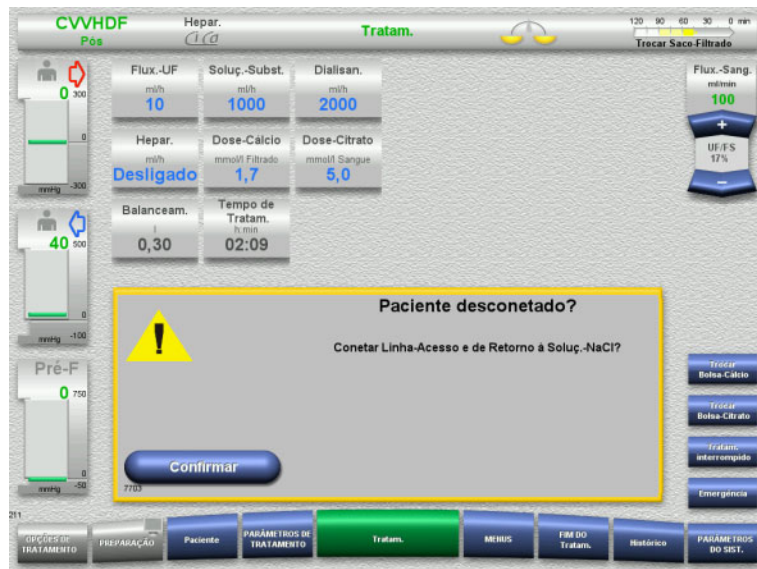 CVVHDF
Pós
Hepar.
CiCa
Tratam.
120 90 60 30 0 min
Trocar Saco-Filtrado
0
300
0
mmHg
-300
Flux.-UF
ml/h
10
Soluç.-Subst.
ml/h
1000
Dialisan.
ml/h
2000
Flux.-Sang.
ml/min
100
+
UF/FS
17%
−
Hepar.
ml/h
Desligado
Dose-Cálcio
mmol/l Filtrado
1,7
Dose-Citrato
mmol/l Sangue
5,0
Balanceam.
l
0,30
Tempo de
Tratam.
h:min
02:09
40
500
0
mmHg
-100
Pré-F
0
750
0
mmHg
-50
Paciente desconetado?
Conetar Linha-Acesso e de Retorno à Soluç.-NaCl?
Confirmar
7703
Trocar
Bolsa-Cálcio
Trocar
Bolsa-Citrato
Tratam.
interrompido
Emergência
211
OPÇÕES DE
TRATAMENTO
PREPARAÇÃO
Paciente
PARÂMETROS DE
TRATAMENTO
Tratam.
MENUS
FIM DO
Tratam.
Histórico
PARÂMETROS
DO SIST.